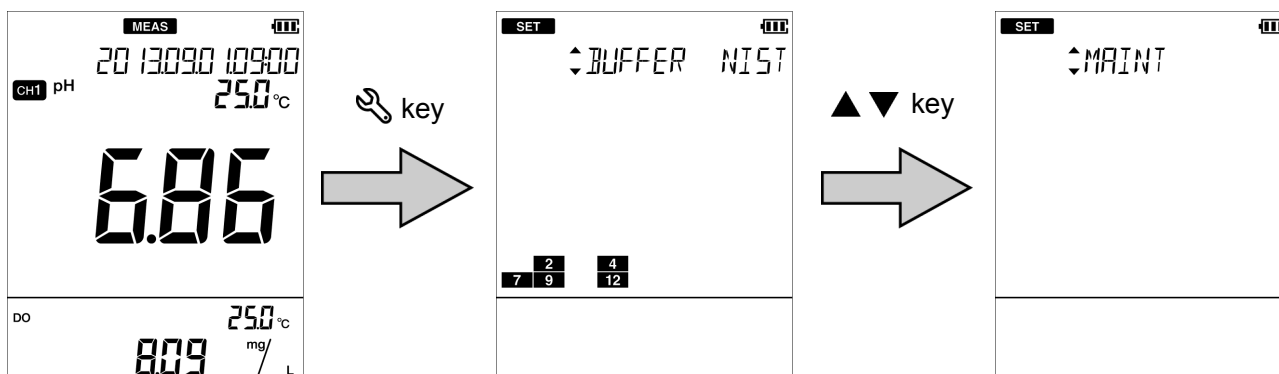 MEAS
2013.09.01.09:00
CH1 pH
25.0 °C
6.86
DO
25.0 °C
8.09 mg/L
key
SET
BUFFER NIST
2 4
7 9 12
▲ ▼ key
SET
MAINT